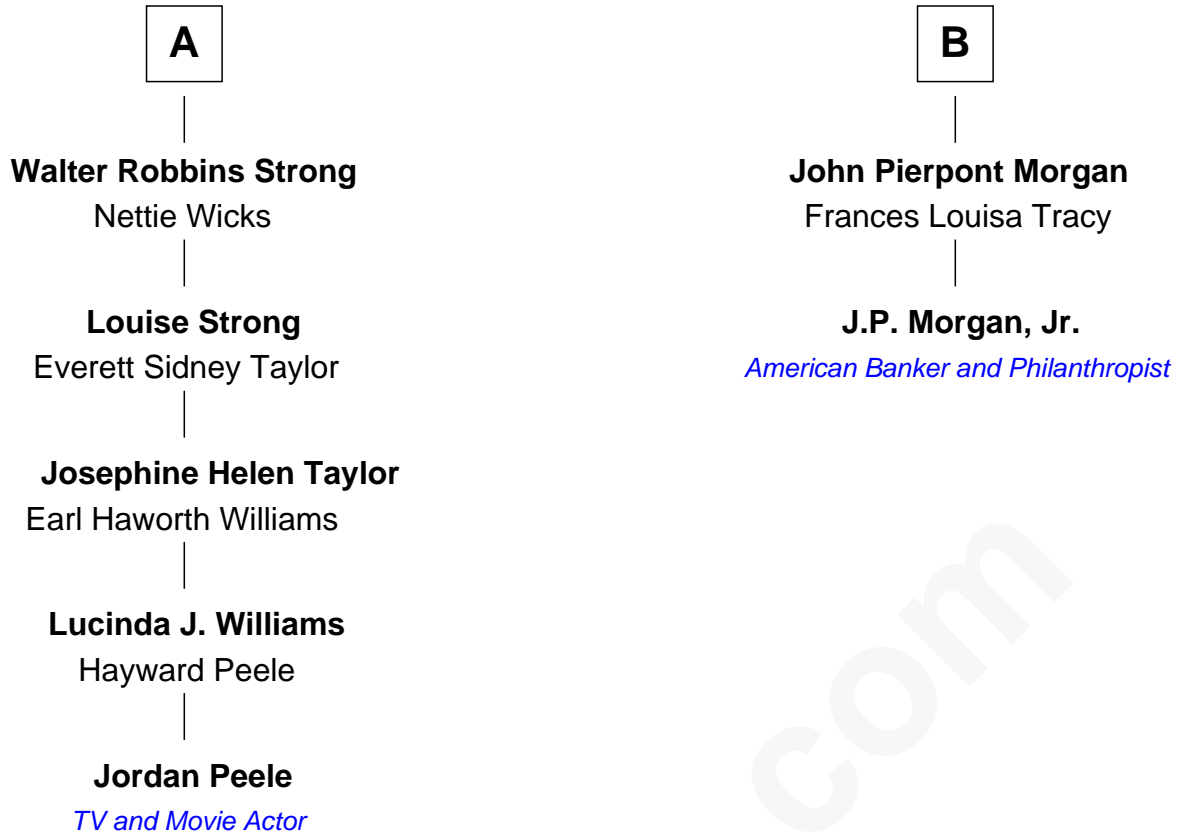 A
Walter Robbins Strong
Nettie Wicks
Louise Strong
Everett Sidney Taylor
Josephine Helen Taylor
Earl Haworth Williams
Lucinda J. Williams
Hayward Peele
Jordan Peele
TV and Movie Actor
B
John Pierpont Morgan
Frances Louisa Tracy
J.P. Morgan, Jr.
American Banker and Philanthropist
com